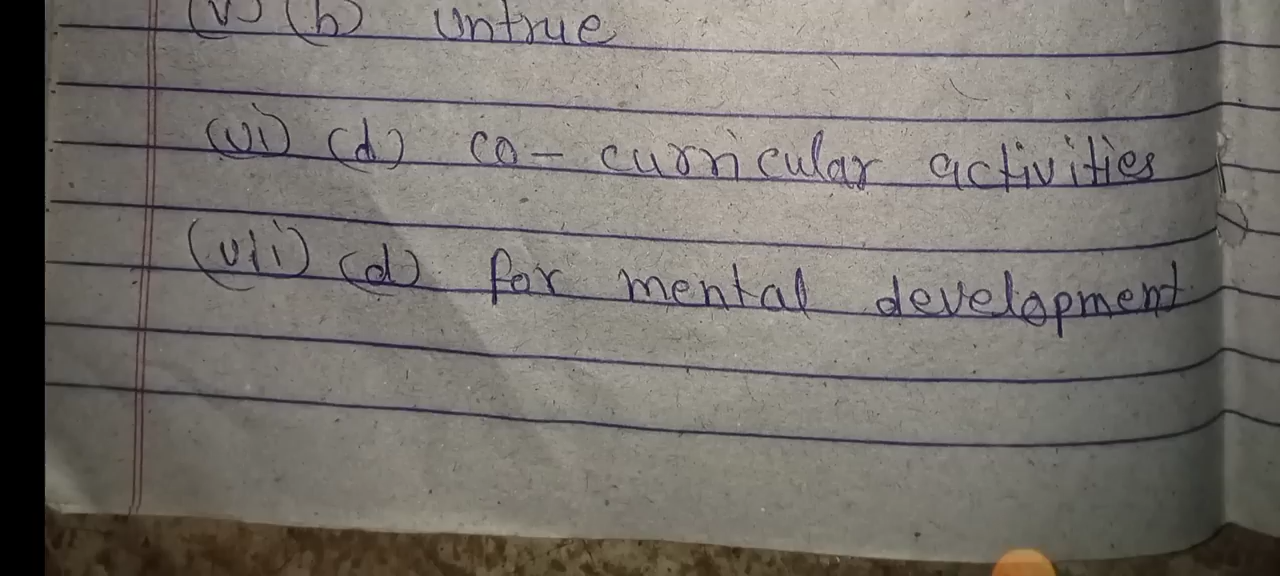 (v) (b) untrue
(vi) (d) co- curricular activities
(vii) (d) for mental development